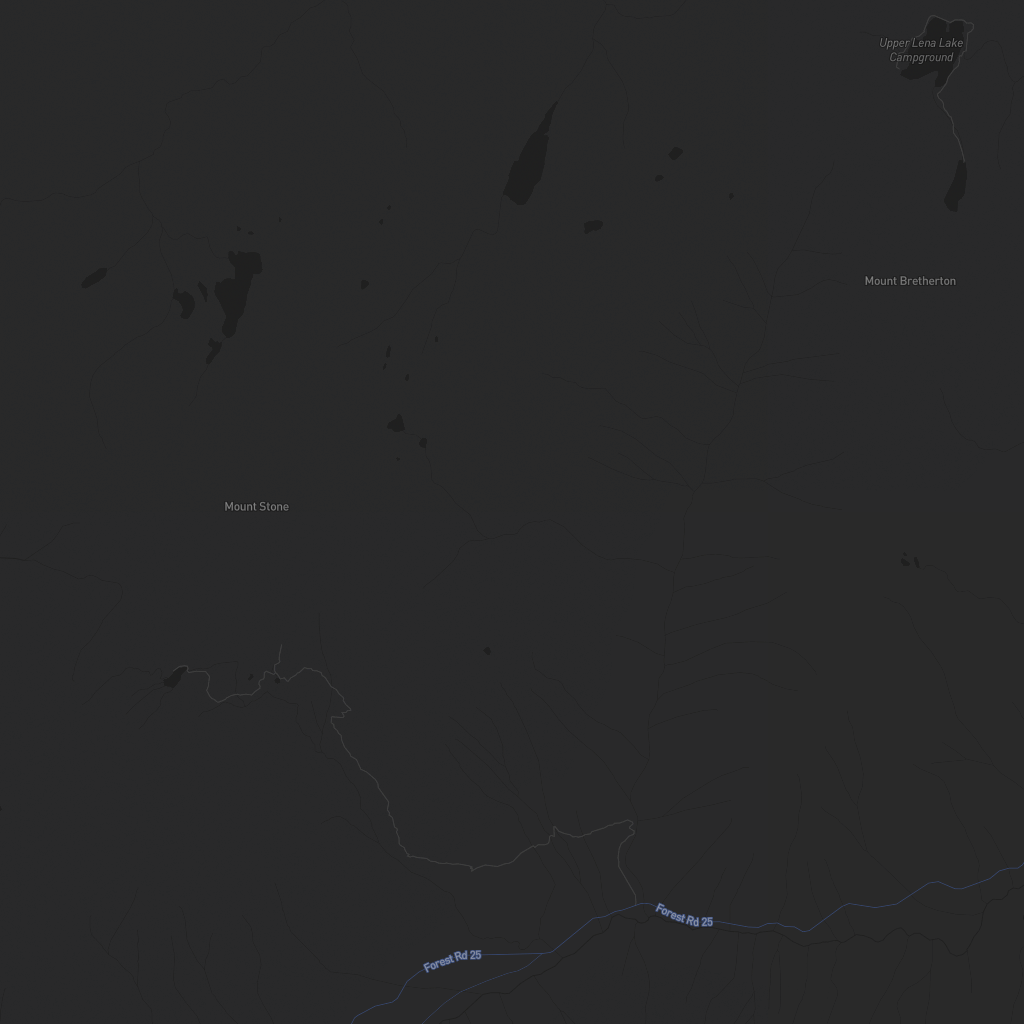 Upper Lena Lake
Campground
Mount Bretherton
Mount Stone
Forest Rd 25
Forest Rd 25